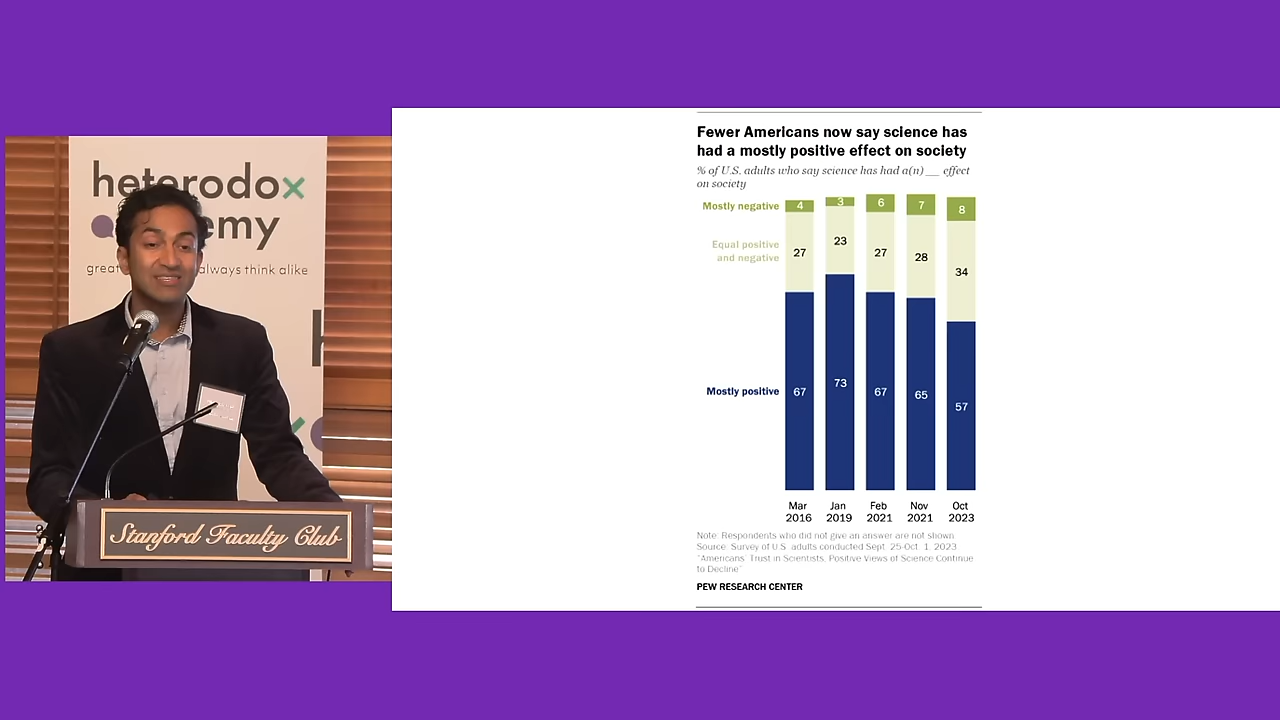 heterodox
demy
great always think alike
h
Stanford Faculty Club
Fewer Americans now say science has
had a mostly positive effect on society
% of U.S. adults who say science has had a(n) __ effect
on society
Mostly negative
4
3
6
7
8
Equal positive
and negative
27
23
27
28
34
Mostly positive
67
73
67
65
57
Mar
2016
Jan
2019
Feb
2021
Nov
2021
Oct
2023
Note: Respondents who did not give an answer are not shown
Source: Survey of U.S. adults conducted Sept. 25-Oct. 1, 2023
"Americans' Trust in Scientists, Positive Views of Science Continue
to Decline"
PEW RESEARCH CENTER